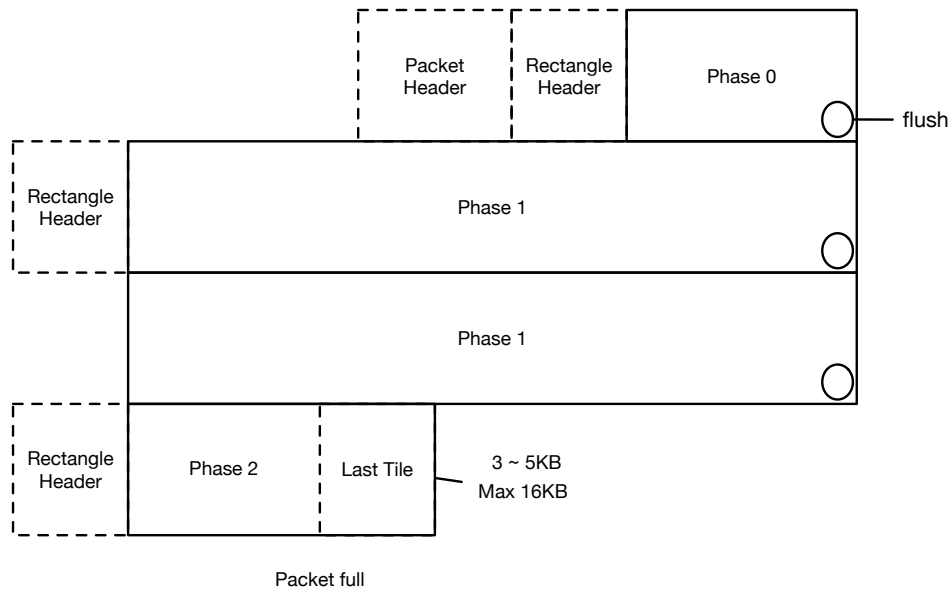 Packet
Header
Rectangle
Header
Phase 0
flush
Rectangle
Header
Phase 1
Phase 1
Rectangle
Header
Phase 2
Last Tile
3 ~ 5KB
Max 16KB
Packet full